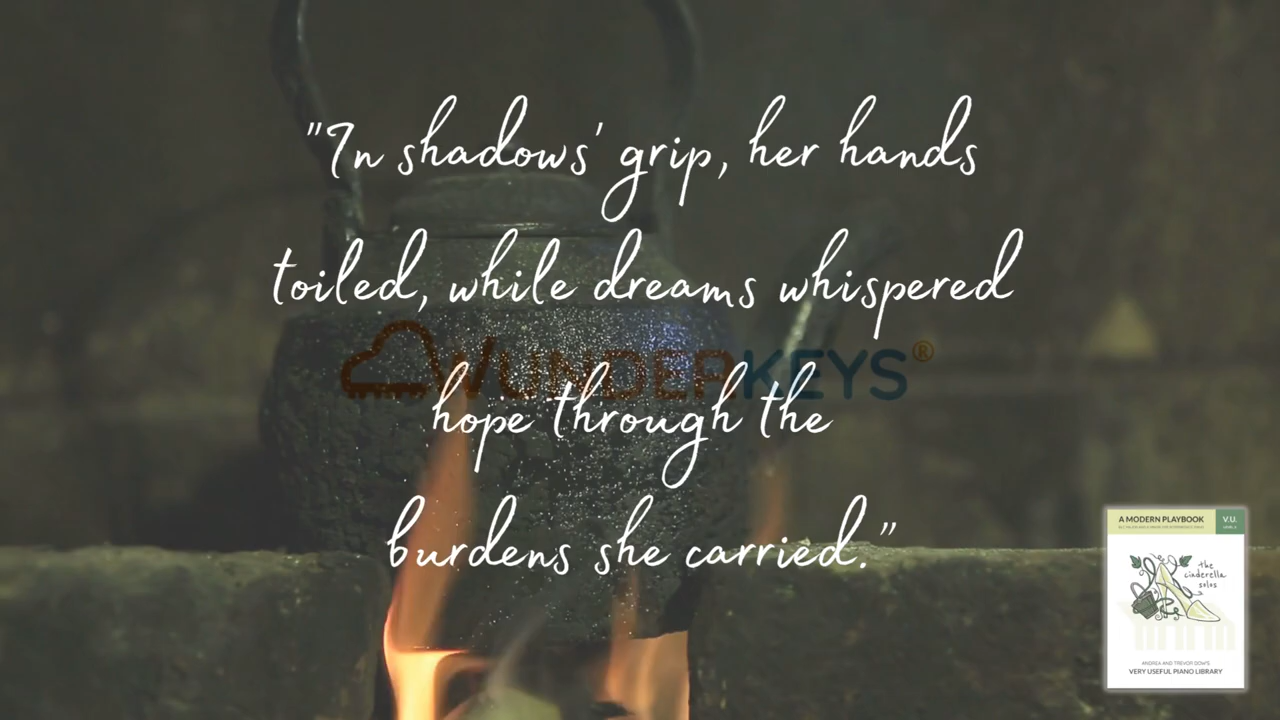 "In shadows' grip, her hands
toiled, while dreams whispered
WUNDERKEYS®
hope through the
burdens she carried."
A MODERN PLAYBOOK
V.U.
the
cinderella
solos
ANDREA AND TREVOR DOW'S
VERY USEFUL PIANO LIBRARY